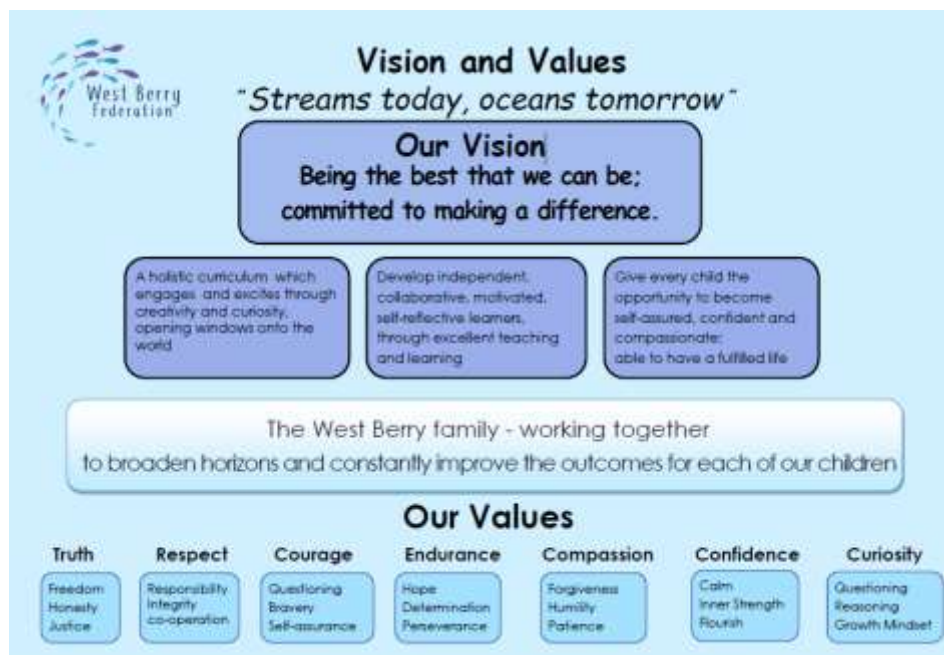 West Berry
Federation
Vision and Values
"Streams today, oceans tomorrow"
Our Vision
Being the best that we can be;
committed to making a difference.
A holistic curriculum which
engages and excites through
creativity and curiosity,
opening windows onto the
world
Develop independent,
collaborative, motivated,
self-reflective learners,
through excellent teaching
and learning
Give every child the
opportunity to become
self-assured, confident and
compassionate;
able to have a fulfilled life
The West Berry family - working together
to broaden horizons and constantly improve the outcomes for each of our children
Our Values
Truth
Freedom
Honesty
Justice
Respect
Responsibility
Integrity
co-operation
Courage
Questioning
Bravery
Self-assurance
Endurance
Hope
Determination
Perseverance
Compassion
Forgiveness
Humility
Patience
Confidence
Calm
Inner Strength
Flourish
Curiosity
Questioning
Reasoning
Growth Mindset